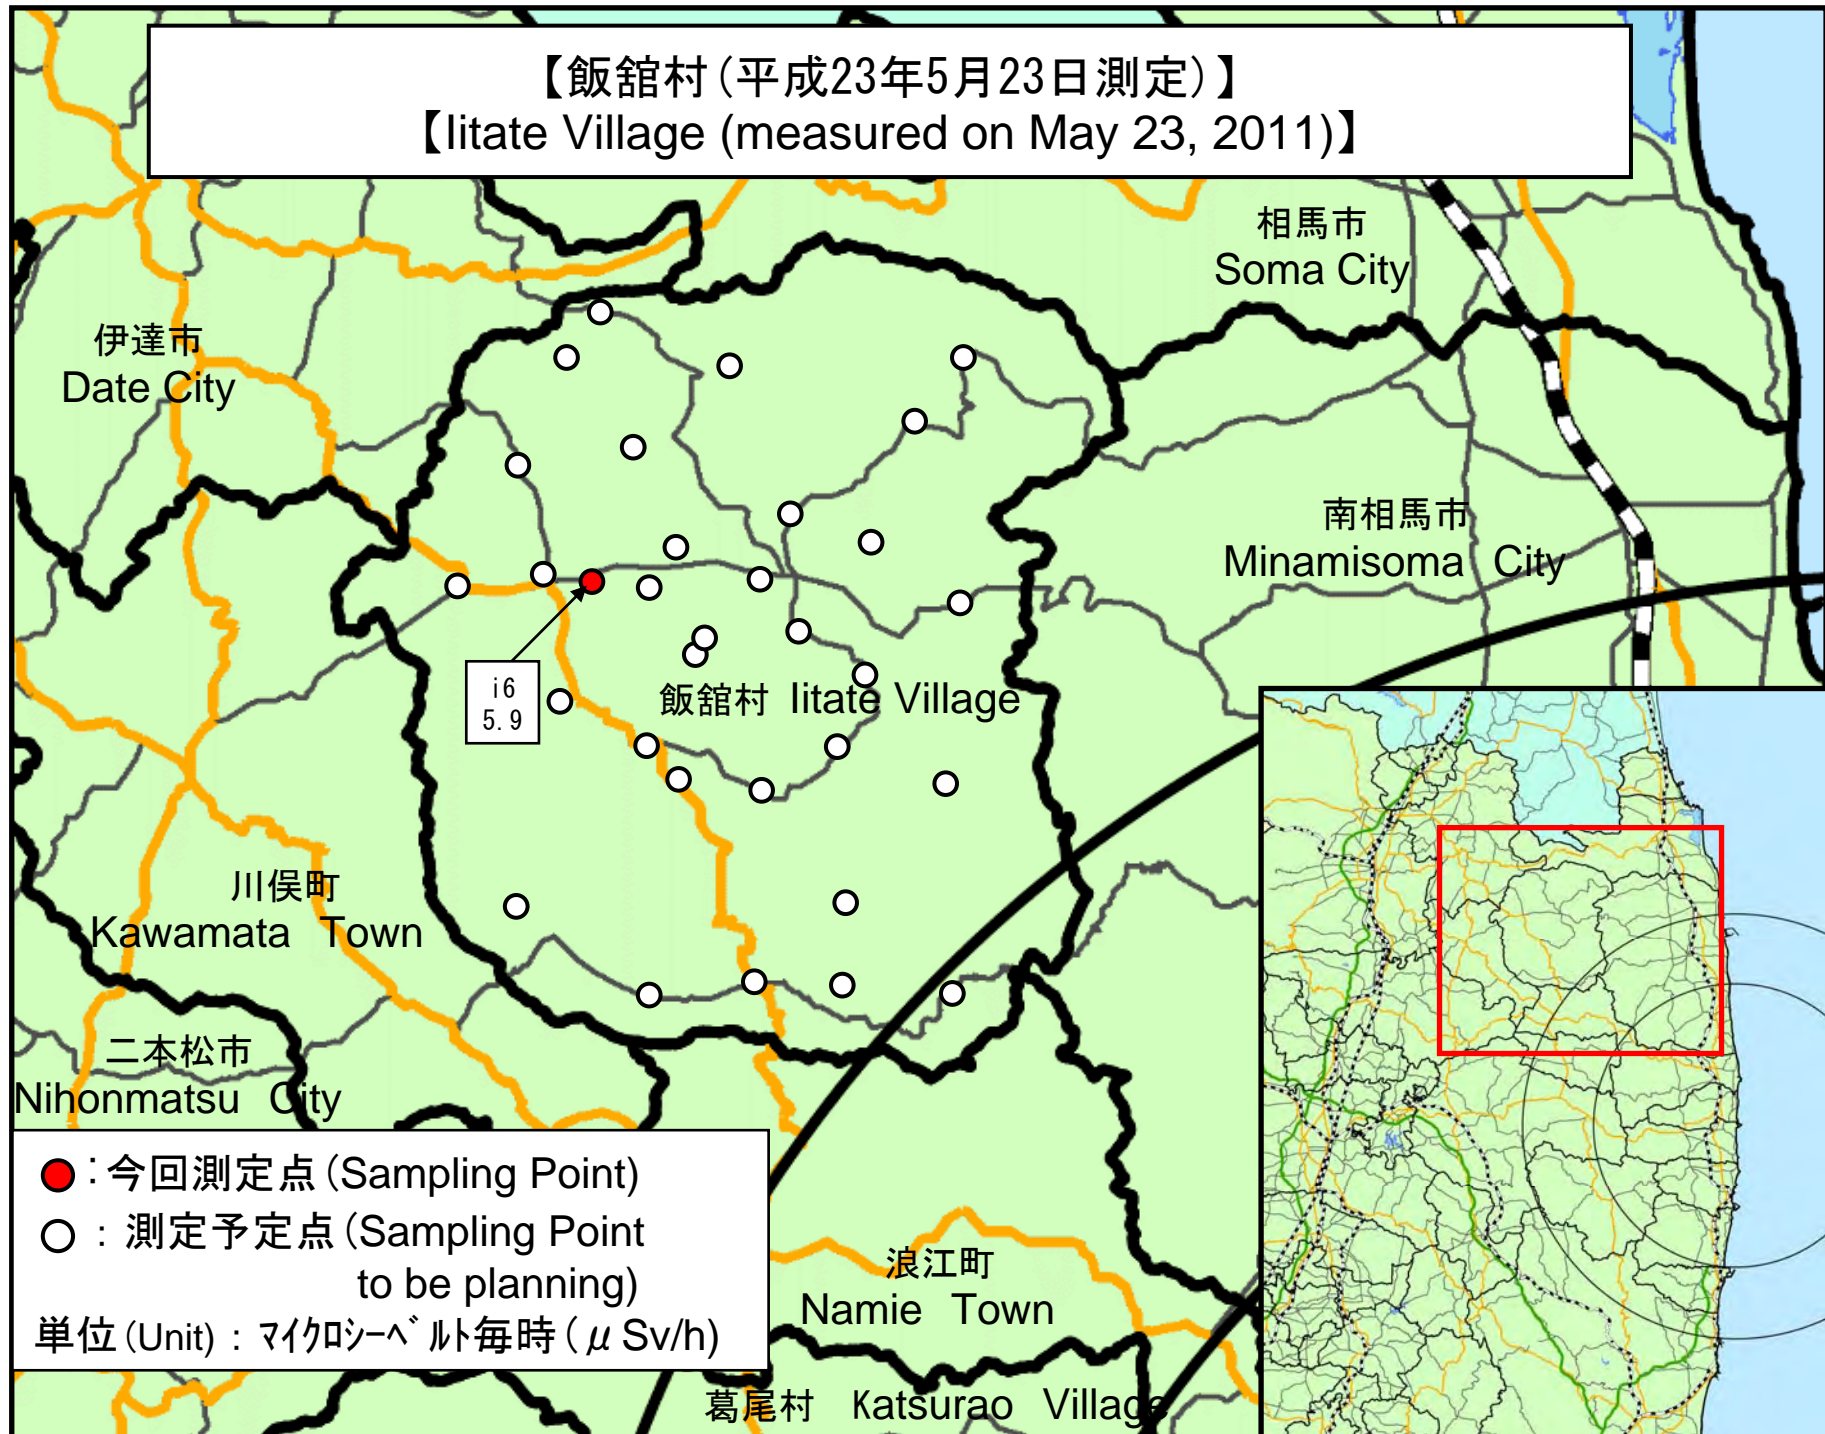 【飯舘村(平成23年5月23日測定)】
【Iitate Village (measured on May 23, 2011)】
相馬市
Soma City
伊達市
Date City
南相馬市
Minamisoma City
i6
5.9
飯舘村 Iitate Village
川俣町
Kawamata Town
二本松市
Nihonmatsu City
●:今回測定点(Sampling Point)
○:測定予定点(Sampling Point
to be planning)
単位(Unit):マイクロシーベルト毎時(μSv/h)
浪江町
Namie Town
葛尾村 Katsurao Village